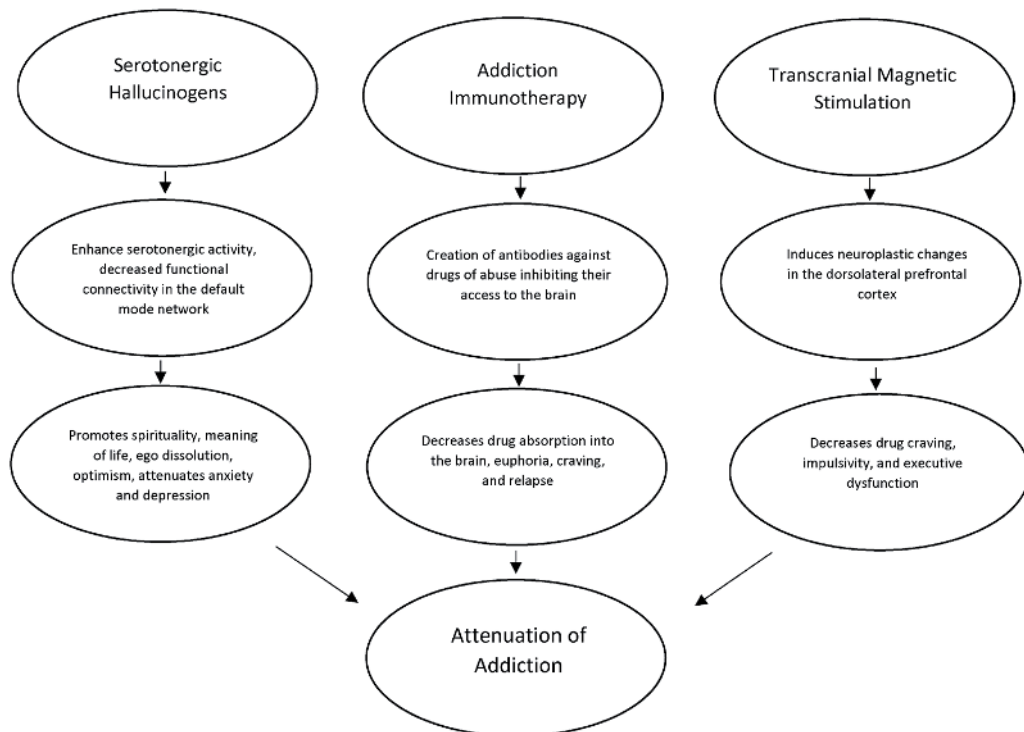 Serotonergic
Hallucinogens
Addiction
Immunotherapy
Transcranial Magnetic
Stimulation
Enhance serotonergic activity,
decreased functional
connectivity in the default
mode network
Creation of antibodies against
drugs of abuse inhibiting their
access to the brain
Induces neuroplastic changes
in the dorsolateral prefrontal
cortex
Promotes spirituality, meaning
of life, ego dissolution,
optimism, attenuates anxiety
and depression
Decreases drug absorption into
the brain, euphoria, craving,
and relapse
Decreases drug craving,
impulsivity, and executive
dysfunction
Attenuation of
Addiction